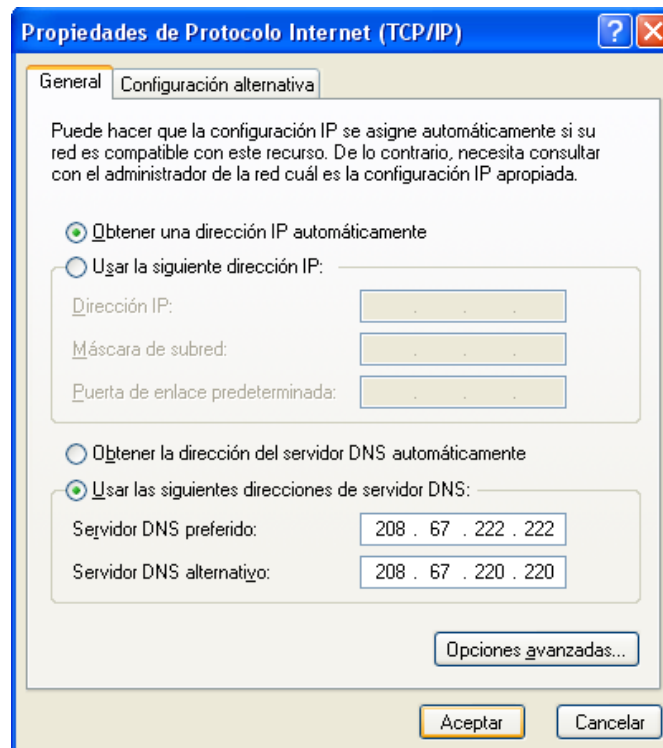 Propiedades de Protocolo Internet (TCP/IP)
General
Configuración alternativa
Puede hacer que la configuración IP se asigne automáticamente si su
red es compatible con este recurso. De lo contrario, necesita consultar
con el administrador de la red cuál es la configuración IP apropiada.
Obtener una dirección IP automáticamente
Usar la siguiente dirección IP:
Dirección IP:
Máscara de subred:
Puerta de enlace predeterminada:
Obtener la dirección del servidor DNS automáticamente
Usar las siguientes direcciones de servidor DNS:
Servidor DNS preferido: 208 . 67 . 222 . 222
Servidor DNS alternativo: 208 . 67 . 220 . 220
Opciones avanzadas...
Aceptar
Cancelar